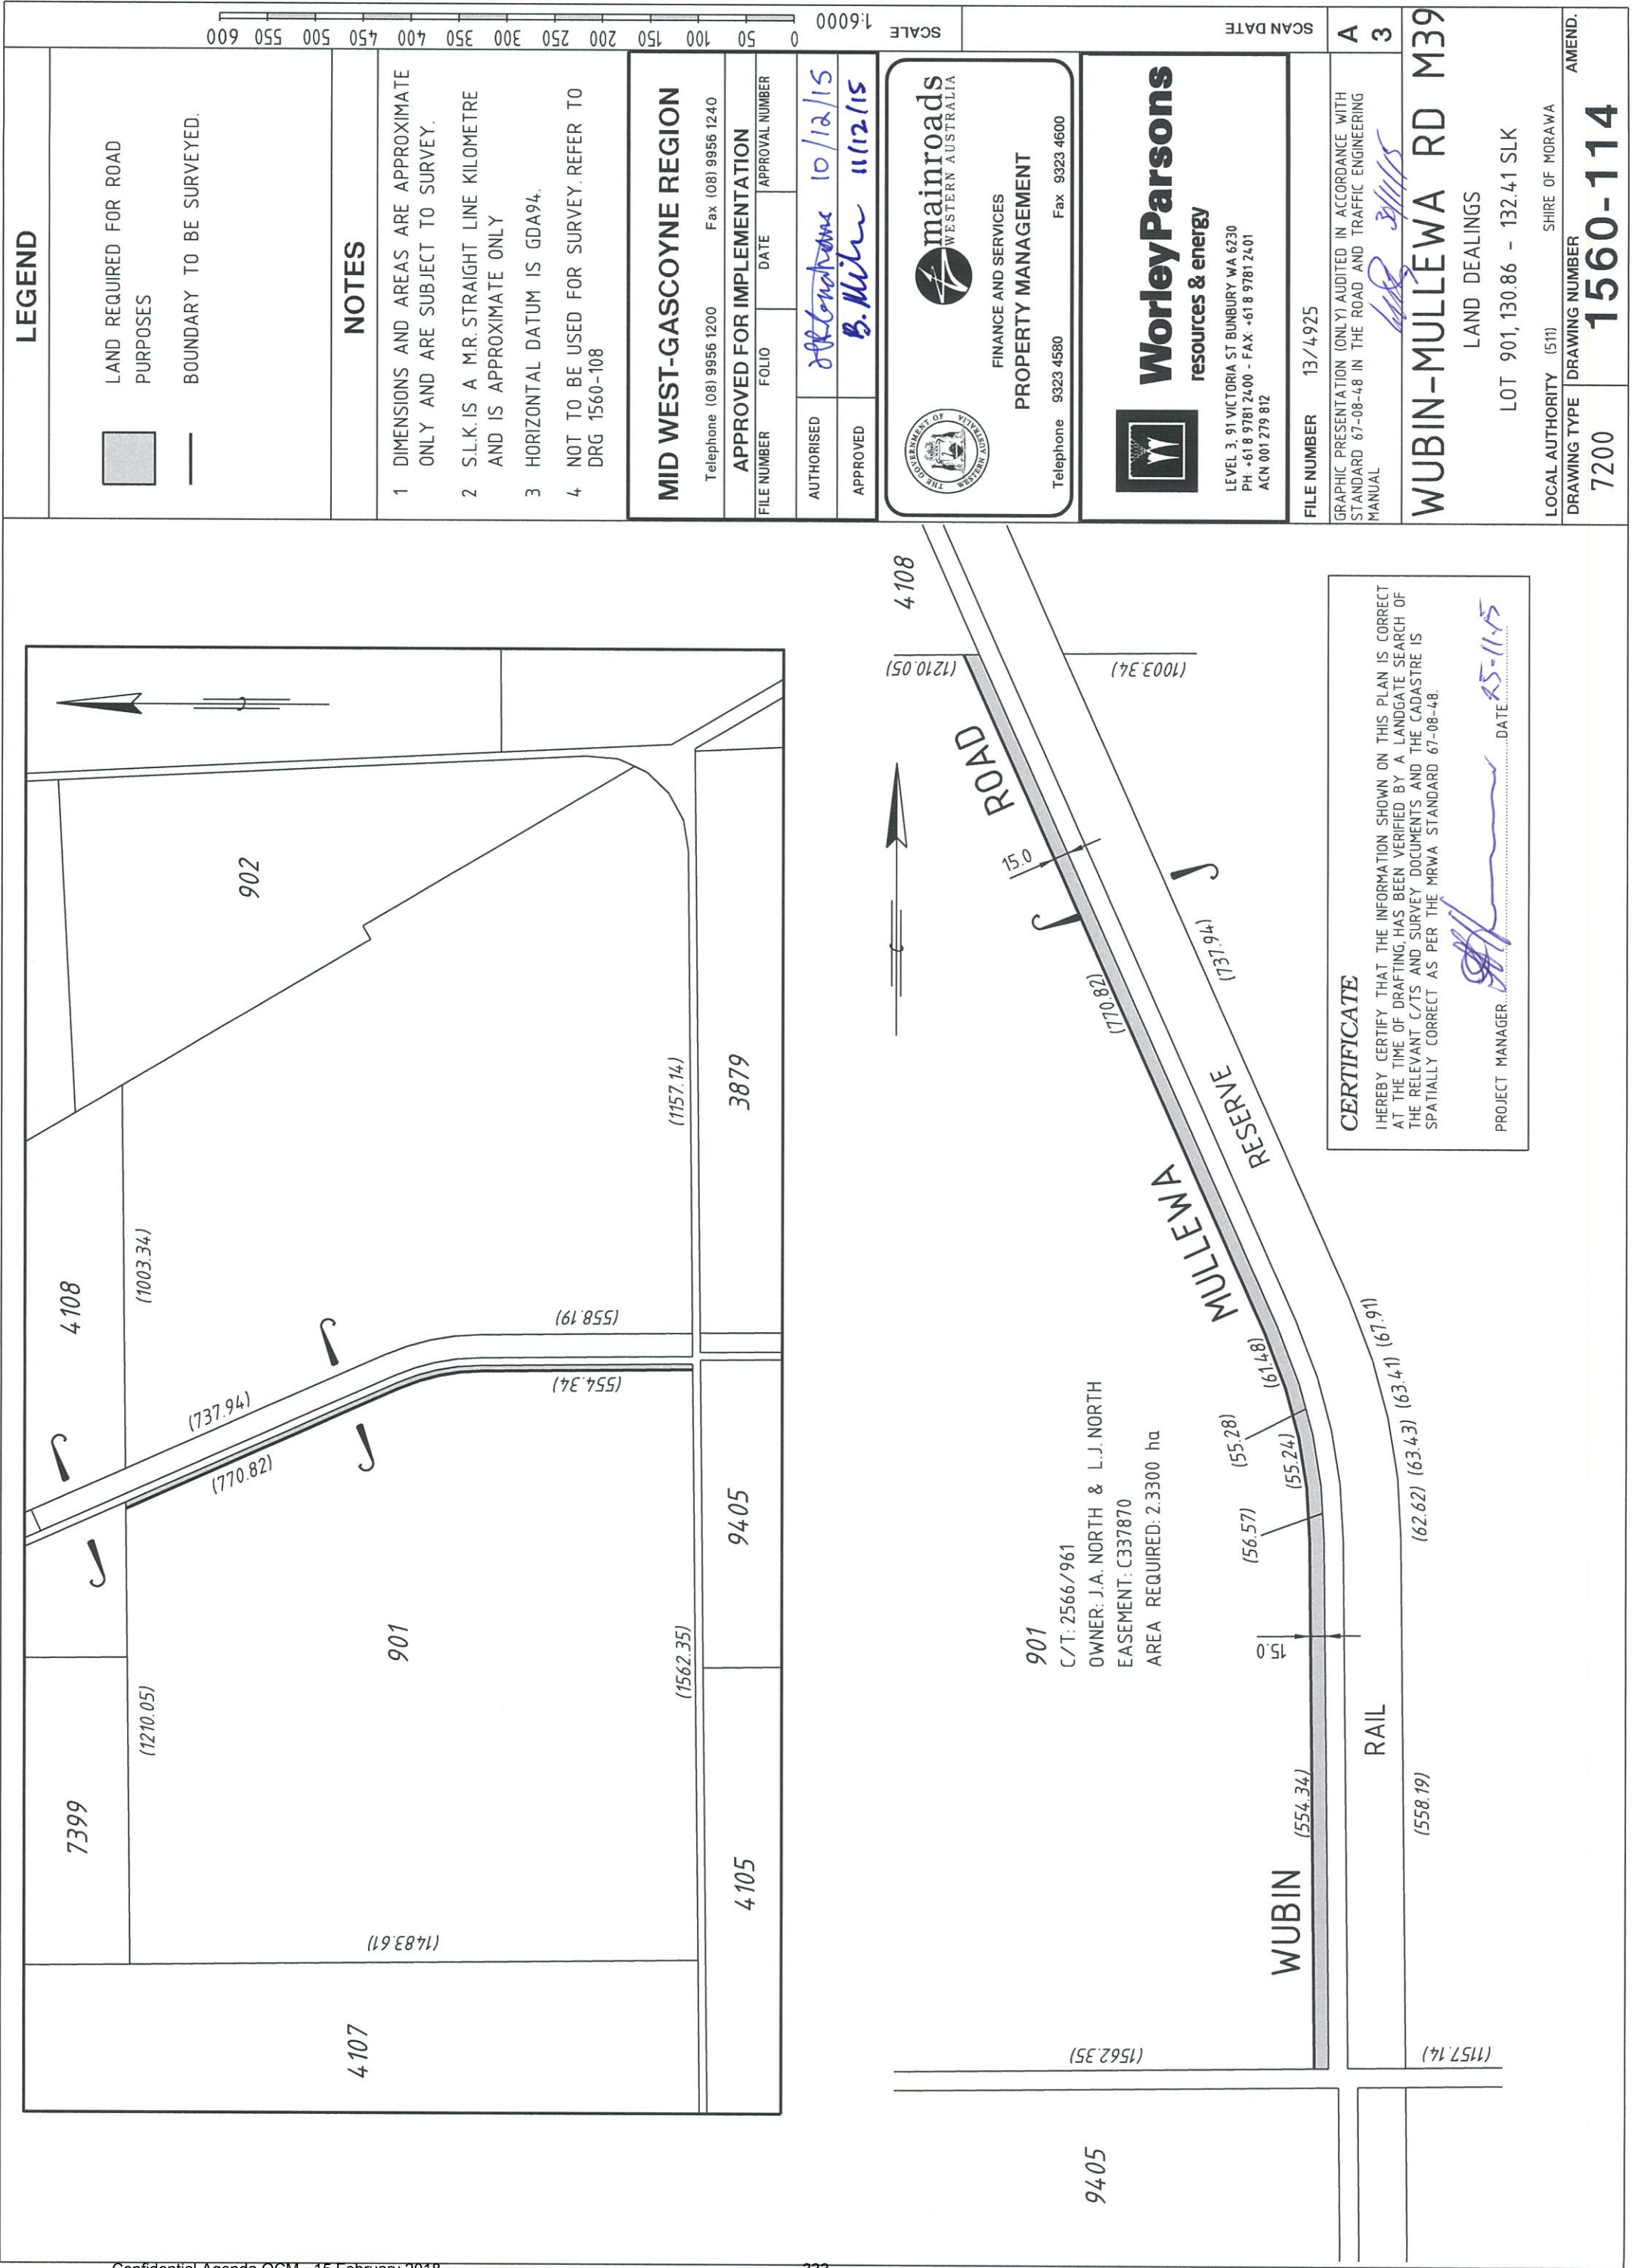 LEGEND
LAND REQUIRED FOR ROAD
PURPOSES
BOUNDARY TO BE SURVEYED.
NOTES
1 DIMENSIONS AND AREAS ARE APPROXIMATE
ONLY AND ARE SUBJECT TO SURVEY.
2 S.L.K. IS A M.R. STRAIGHT LINE KILOMETRE
AND IS APPROXIMATE ONLY
3 HORIZONTAL DATUM IS GDA94.
4 NOT TO BE USED FOR SURVEY. REFER TO
DRG 1560-108
MID WEST-GASCOYNE REGION
Telephone (08) 9956 1200 Fax (08) 9956 1240
APPROVED FOR IMPLEMENTATION
FILE NUMBER FOLIO DATE APPROVAL NUMBER
AUTHORISED 10/12/15
APPROVED B. Miln 11/12/15
THE GOVERNMENT OF
WESTERN AUSTRALIA
mainroads
WESTERN AUSTRALIA
FINANCE AND SERVICES
PROPERTY MANAGEMENT
Telephone 9323 4580 Fax 9323 4600
WorleyParsons
resources & energy
LEVEL 3, 91 VICTORIA ST BUNBURY WA 6230
PH: +61 8 9781 2400 - FAX: +61 8 9781 2401
ACN 001 279 812
FILE NUMBER 13/4925
GRAPHIC PRESENTATION (ONLY) AUDITED IN ACCORDANCE WITH
STANDARD 67-08-48 IN THE ROAD AND TRAFFIC ENGINEERING
MANUAL
WUBIN-MULLEWA RD M39
LAND DEALINGS
LOT 901, 130.86 - 132.41 SLK
LOCAL AUTHORITY (511) SHIRE OF MORAWA
DRAWING TYPE DRAWING NUMBER AMEND.
7200 1560-114
600 550 500 450 400 350 300 250 200 150 100 50 0
1:6000
SCALE
SCAN DATE
A
3
902
4108
(1003.34)
(737.94)
(770.82)
(558.19)
(554.34)
(1157.14)
3879
7399
(1210.05)
901
(1562.35)
9405
4105
(1483.61)
4107
4108
(1210.05)
(1003.34)
ROAD
15.0
(770.82)
(737.94)
MULLEWA
RESERVE
(61.48)
(55.28)
(55.24)
(56.57)
(62.62) (63.43) (63.41) (67.91)
901
C/T: 2566/961
OWNER: J.A. NORTH & L.J. NORTH
EASEMENT: C337870
AREA REQUIRED: 2.3300 ha
15.0
RAIL
(554.34)
(558.19)
WUBIN
(1562.35)
(1157.14)
9405
CERTIFICATE
I HEREBY CERTIFY THAT THE INFORMATION SHOWN ON THIS PLAN IS CORRECT
AT THE TIME OF DRAFTING, HAS BEEN VERIFIED BY A LANDGATE SEARCH OF
THE RELEVANT C/TS AND SURVEY DOCUMENTS AND THE CADASTRE IS
SPATIALLY CORRECT AS PER THE MRWA STANDARD 67-08-48.
PROJECT MANAGER DATE 25-11-15
Confidential Agenda OCM - 15 February 2018